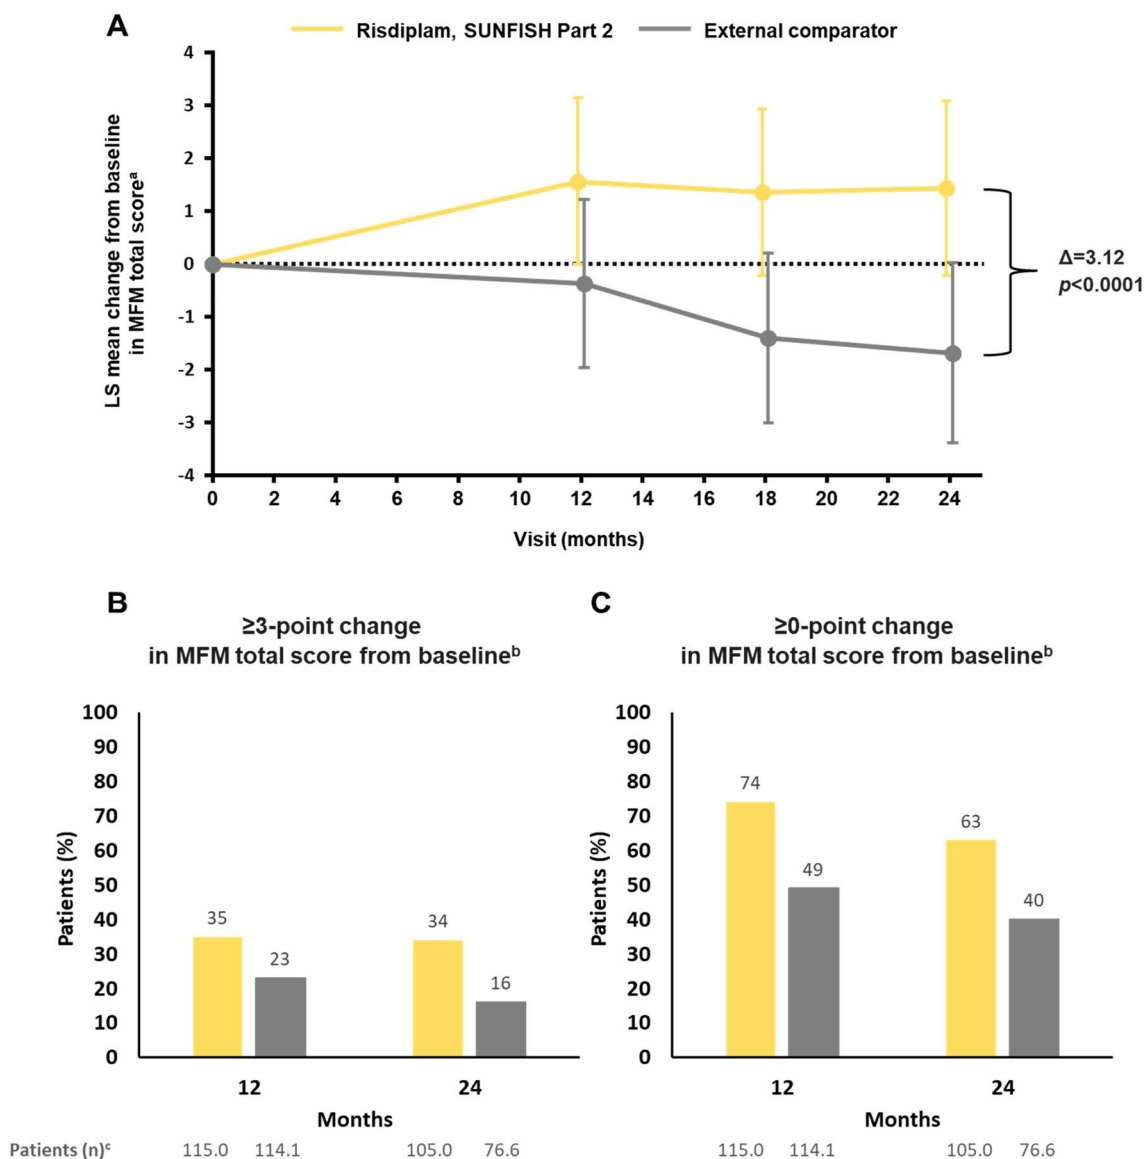 A
Risdiplam, SUNFISH Part 2
External comparator
LS mean change from baseline
in MFM total scoreᵃ
4
3
2
1
0
-1
-2
-3
-4
0 2 4 6 8 10 12 14 16 18 20 22 24
Visit (months)
Δ=3.12
p<0.0001
B
≥3-point change
in MFM total score from baselineᵇ
Patients (%)
100
90
80
70
60
50
40
30
20
10
0
35
23
34
16
12 24
Months
C
≥0-point change
in MFM total score from baselineᵇ
Patients (%)
100
90
80
70
60
50
40
30
20
10
0
74
49
63
40
12 24
Months
Patients (n)ᶜ 115.0 114.1 105.0 76.6 115.0 114.1 105.0 76.6